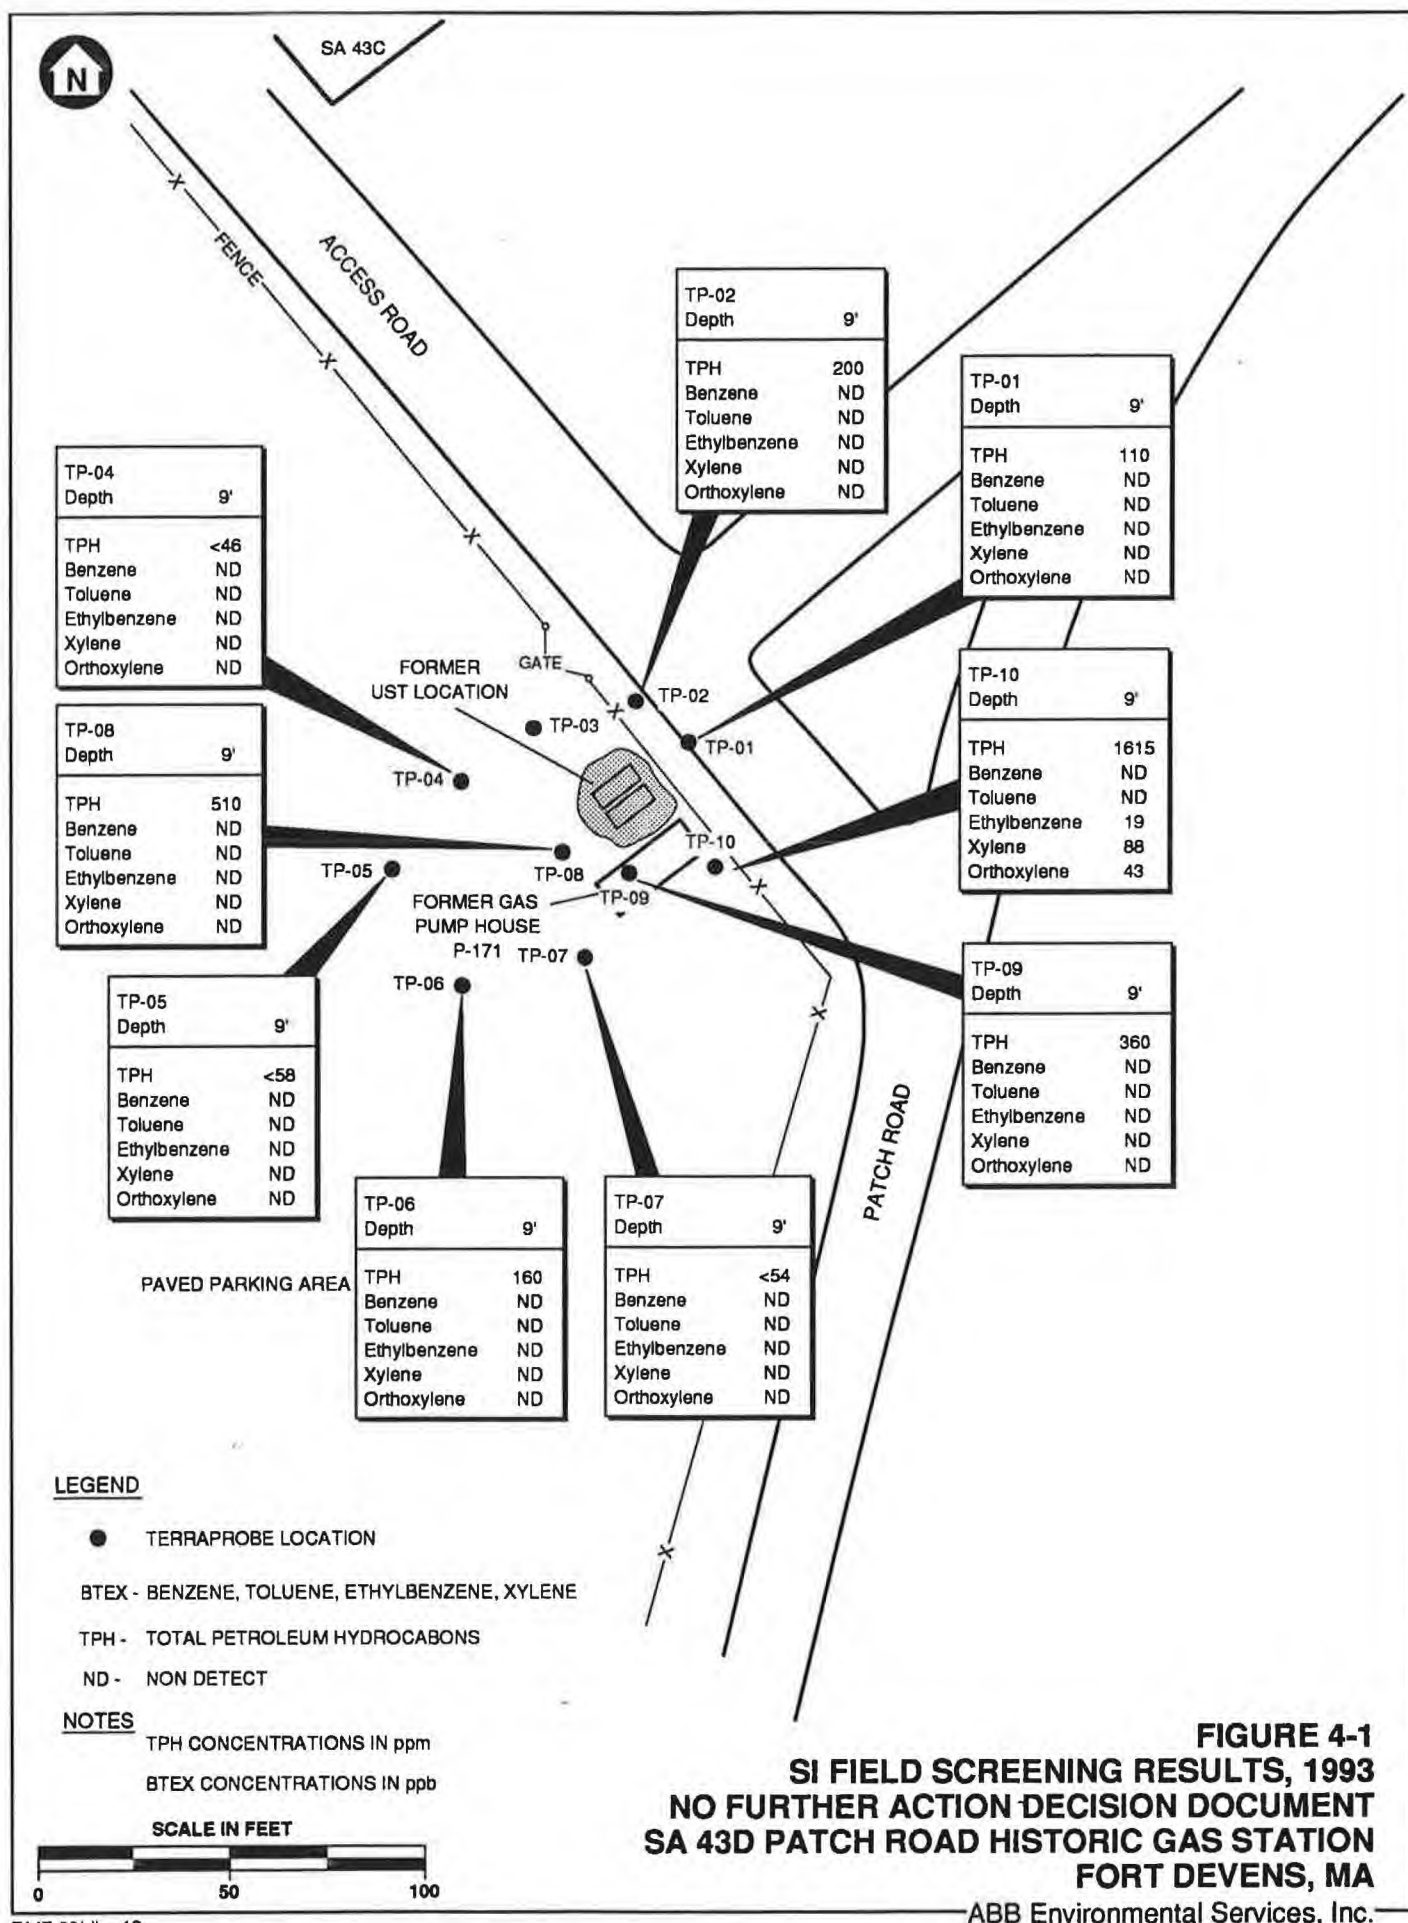 N
SA 43C
FENCE
ACCESS ROAD
TP-02
Depth 9'
TPH 200
Benzene ND
Toluene ND
Ethylbenzene ND
Xylene ND
Orthoxylene ND
TP-01
Depth 9'
TPH 110
Benzene ND
Toluene ND
Ethylbenzene ND
Xylene ND
Orthoxylene ND
TP-04
Depth 9'
TPH <46
Benzene ND
Toluene ND
Ethylbenzene ND
Xylene ND
Orthoxylene ND
TP-10
Depth 9'
TPH 1615
Benzene ND
Toluene ND
Ethylbenzene 19
Xylene 88
Orthoxylene 43
TP-08
Depth 9'
TPH 510
Benzene ND
Toluene ND
Ethylbenzene ND
Xylene ND
Orthoxylene ND
FORMER
UST LOCATION
GATE
TP-02
TP-03
TP-01
TP-04
TP-10
TP-05
TP-08
TP-09
FORMER GAS
PUMP HOUSE
P-171
TP-07
TP-06
TP-09
Depth 9'
TPH 360
Benzene ND
Toluene ND
Ethylbenzene ND
Xylene ND
Orthoxylene ND
TP-05
Depth 9'
TPH <58
Benzene ND
Toluene ND
Ethylbenzene ND
Xylene ND
Orthoxylene ND
PATCH ROAD
TP-06
Depth 9'
TPH 160
Benzene ND
Toluene ND
Ethylbenzene ND
Xylene ND
Orthoxylene ND
TP-07
Depth 9'
TPH <54
Benzene ND
Toluene ND
Ethylbenzene ND
Xylene ND
Orthoxylene ND
PAVED PARKING AREA
LEGEND
TERRAPROBE LOCATION
BTEX - BENZENE, TOLUENE, ETHYLBENZENE, XYLENE
TPH - TOTAL PETROLEUM HYDROCABONS
ND - NON DETECT
NOTES
TPH CONCENTRATIONS IN ppm
BTEX CONCENTRATIONS IN ppb
SCALE IN FEET
0 50 100
FIGURE 4-1
SI FIELD SCREENING RESULTS, 1993
NO FURTHER ACTION DECISION DOCUMENT
SA 43D PATCH ROAD HISTORIC GAS STATION
FORT DEVENS, MA
ABB Environmental Services, Inc.